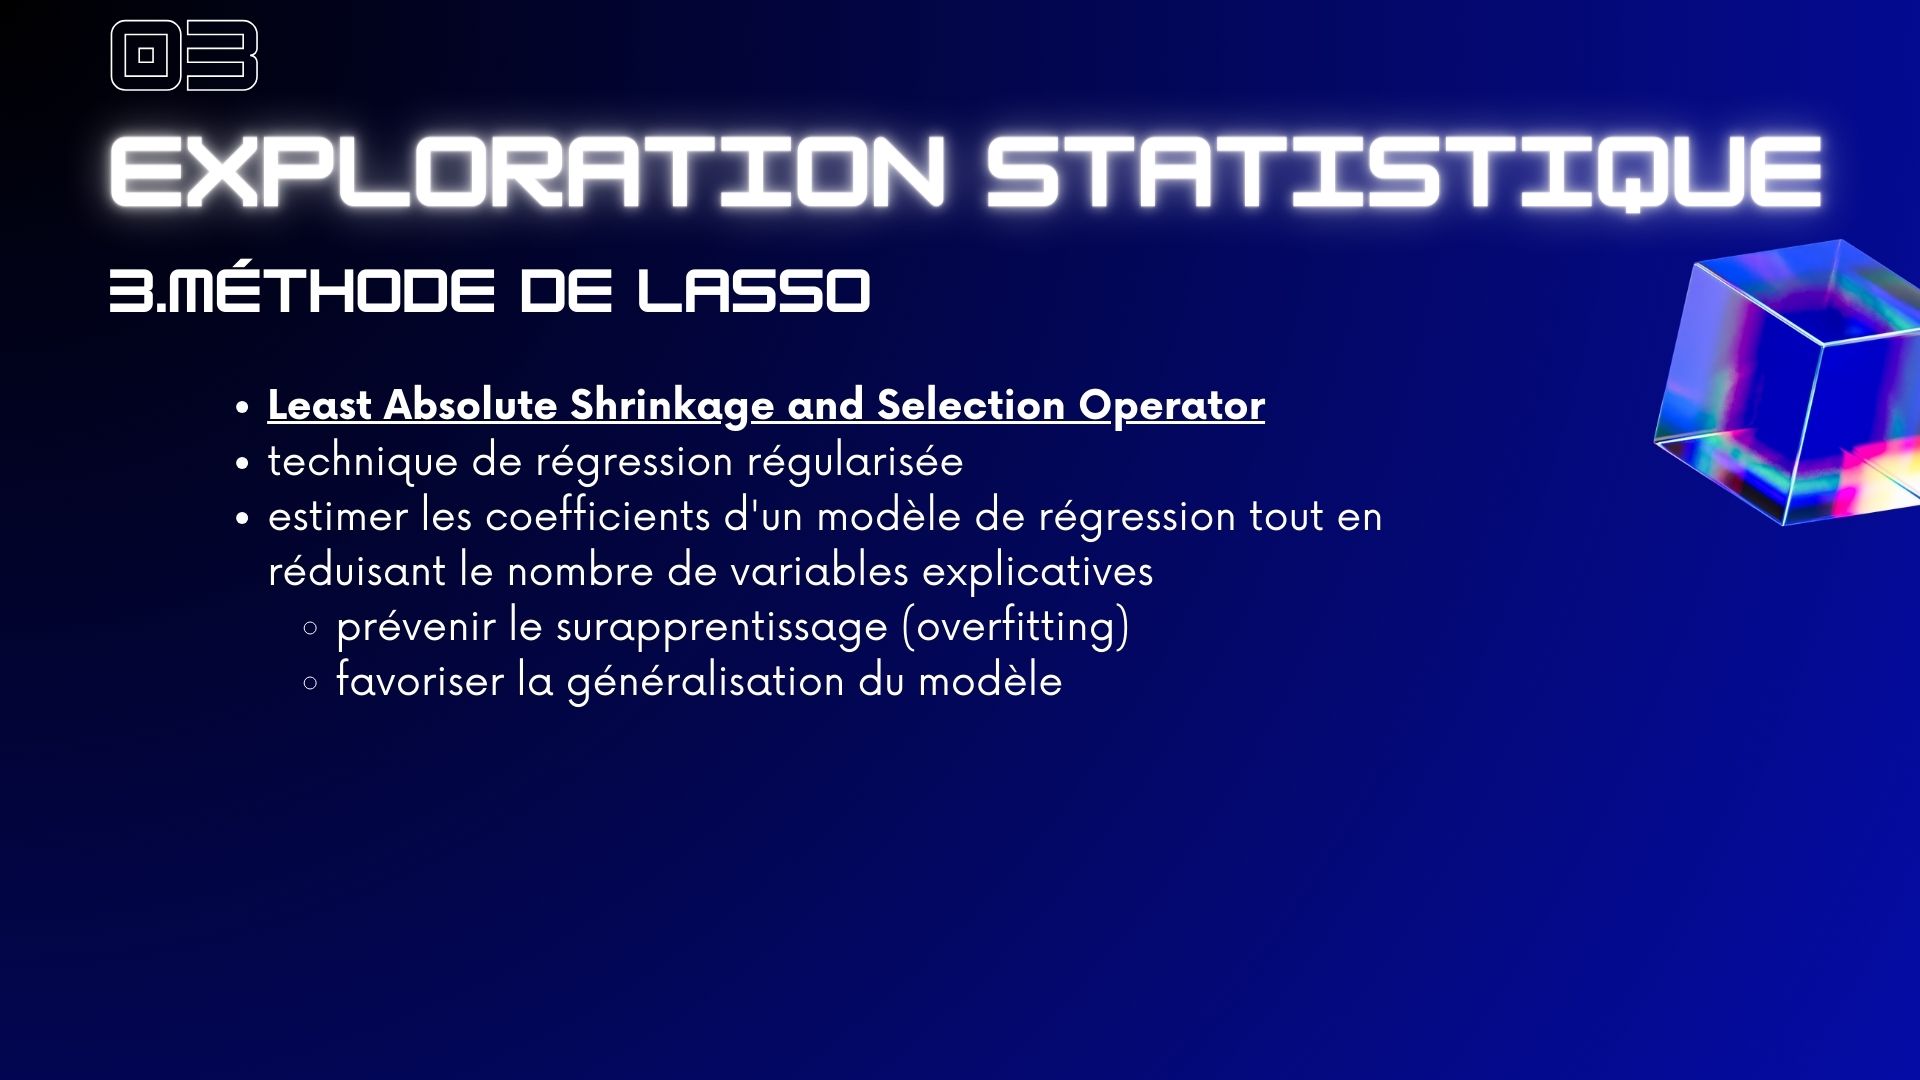 03
EXPLORATION STATISTIQUE
3.MÉTHODE DE LASSO
• Least Absolute Shrinkage and Selection Operator
• technique de régression régularisée
• estimer les coefficients d'un modèle de régression tout en
réduisant le nombre de variables explicatives
◦ prévenir le surapprentissage (overfitting)
◦ favoriser la généralisation du modèle